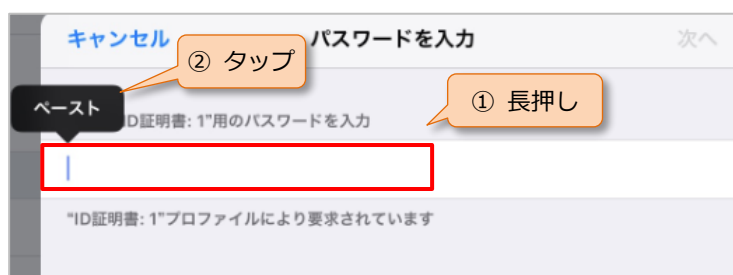 キャンセル
パスワードを入力
次へ
② タップ
ペースト
① 長押し
ID証明書: 1”用のパスワードを入力
“ID証明書: 1”プロファイルにより要求されています